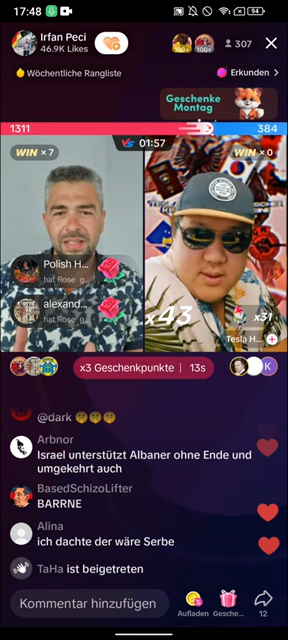 17:48
94
Irfan Peci
46.9K Likes
100+
100+
307
Wöchentliche Rangliste
Erkunden
Geschenke
Montag
1311
384
WIN × 7
VS 01:57
WIN × 0
Polish H...
hat Rose g
alexand...
hat Rose g
x43
x31
Tesla H...
x3 Geschenkpunkte | 13s
K
@dark
Arbnor
Israel unterstützt Albaner ohne Ende und
umgekehrt auch
BasedSchizoLifter
BARRNE
Alina
ich dachte der wäre Serbe
TaHa ist beigetreten
Kommentar hinzufügen
Aufladen
Gesche...
12